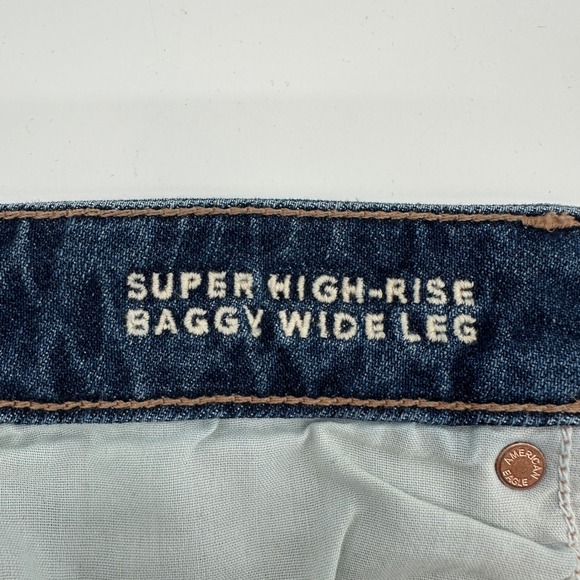 SUPER HIGH-RISE
BAGGY WIDE LEG
AMERICAN
EAGLE